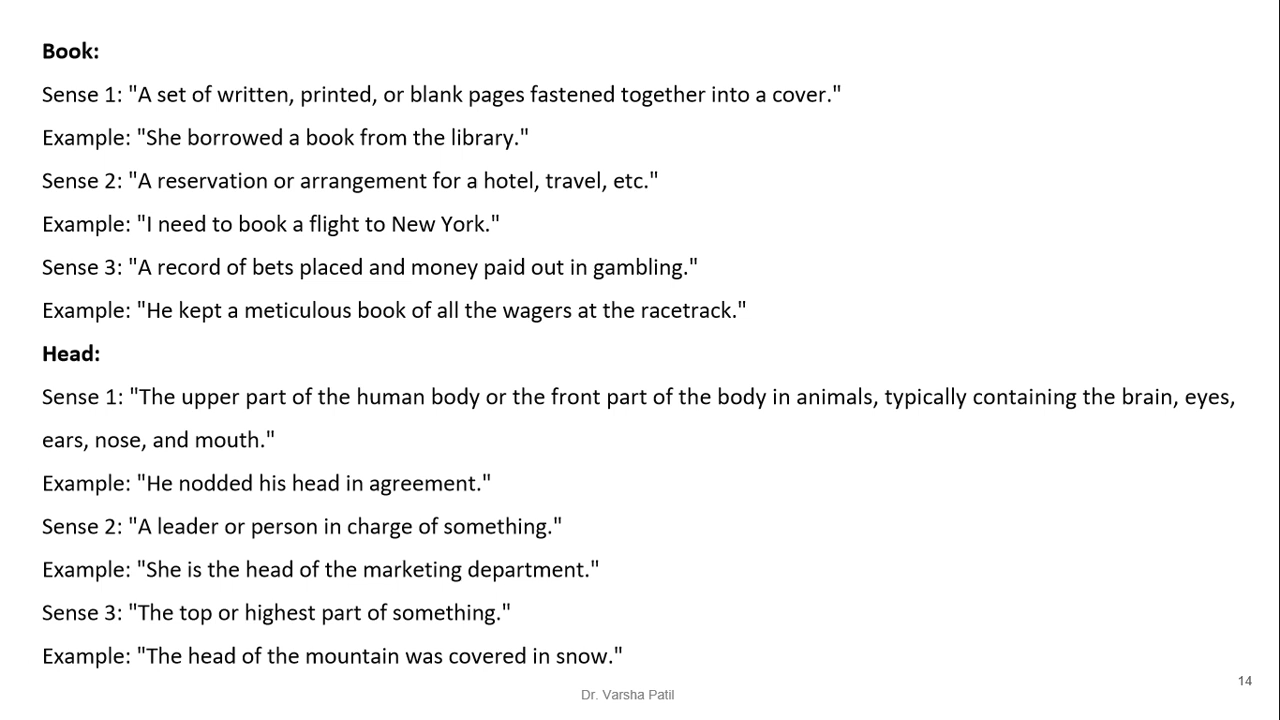 Book:
Sense 1: "A set of written, printed, or blank pages fastened together into a cover."
Example: "She borrowed a book from the library."
Sense 2: "A reservation or arrangement for a hotel, travel, etc."
Example: "I need to book a flight to New York."
Sense 3: "A record of bets placed and money paid out in gambling."
Example: "He kept a meticulous book of all the wagers at the racetrack."
Head:
Sense 1: "The upper part of the human body or the front part of the body in animals, typically containing the brain, eyes,
ears, nose, and mouth."
Example: "He nodded his head in agreement."
Sense 2: "A leader or person in charge of something."
Example: "She is the head of the marketing department."
Sense 3: "The top or highest part of something."
Example: "The head of the mountain was covered in snow."
14
Dr. Varsha Patil